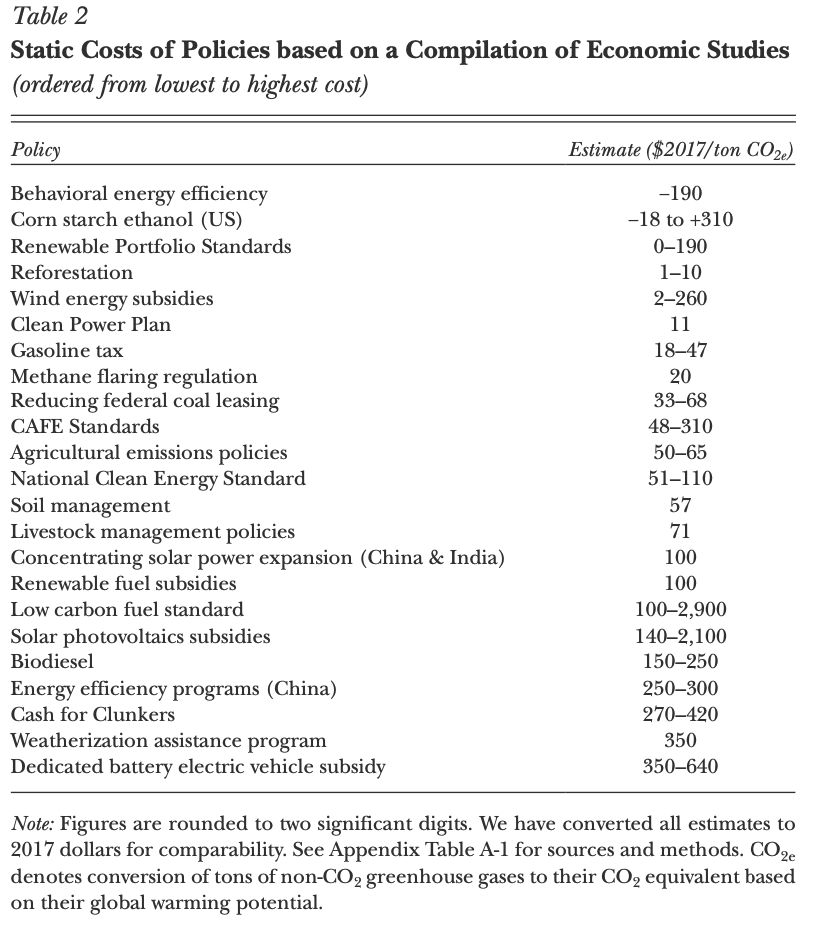 Table 2
Static Costs of Policies based on a Compilation of Economic Studies
(ordered from lowest to highest cost)
Policy Estimate ($2017/ton CO2e)
Behavioral energy efficiency −190
Corn starch ethanol (US) −18 to +310
Renewable Portfolio Standards 0–190
Reforestation 1–10
Wind energy subsidies 2–260
Clean Power Plan 11
Gasoline tax 18–47
Methane flaring regulation 20
Reducing federal coal leasing 33–68
CAFE Standards 48–310
Agricultural emissions policies 50–65
National Clean Energy Standard 51–110
Soil management 57
Livestock management policies 71
Concentrating solar power expansion (China & India) 100
Renewable fuel subsidies 100
Low carbon fuel standard 100–2,900
Solar photovoltaics subsidies 140–2,100
Biodiesel 150–250
Energy efficiency programs (China) 250–300
Cash for Clunkers 270–420
Weatherization assistance program 350
Dedicated battery electric vehicle subsidy 350–640
Note: Figures are rounded to two significant digits. We have converted all estimates to
2017 dollars for comparability. See Appendix Table A-1 for sources and methods. CO2e
denotes conversion of tons of non-CO2 greenhouse gases to their CO2 equivalent based
on their global warming potential.